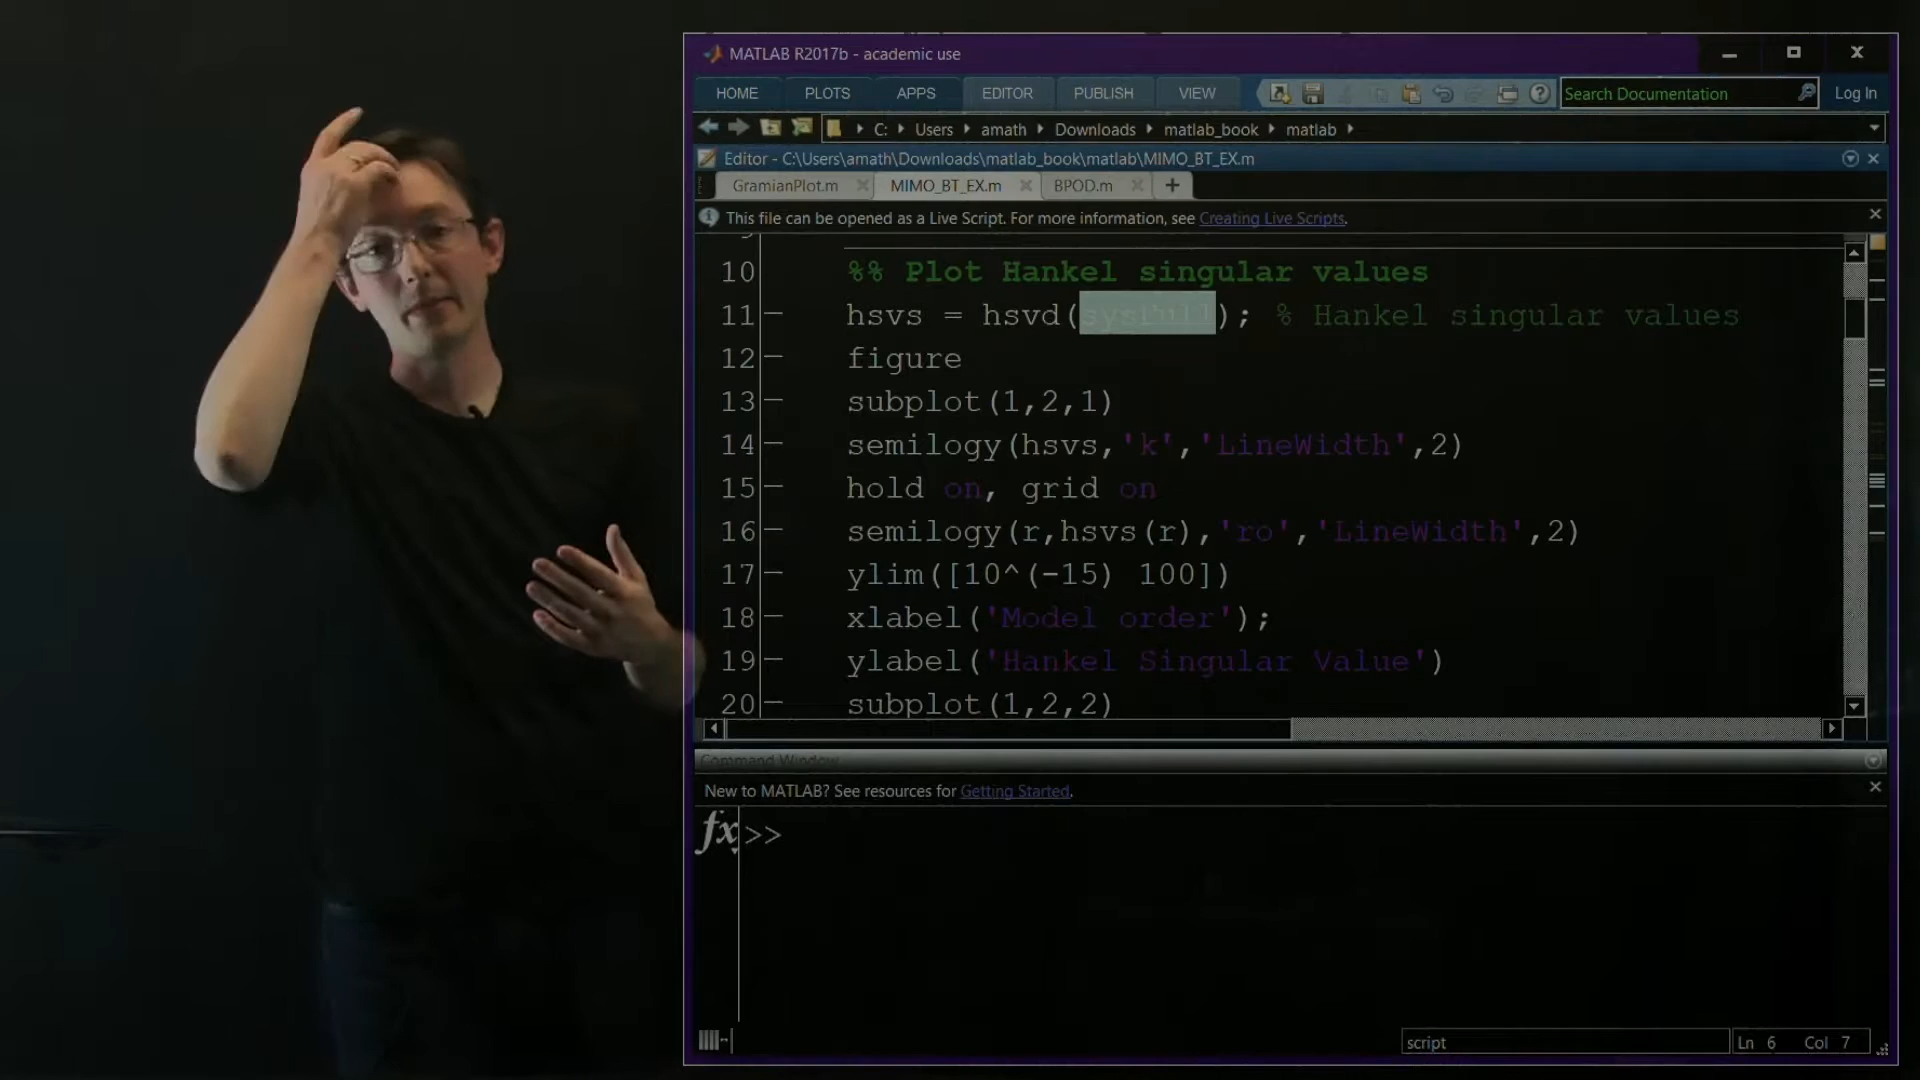 MATLAB R2017b - academic use
HOME PLOTS APPS EDITOR PUBLISH VIEW Search Documentation Log In
C: Users amath Downloads matlab_book matlab
Editor - C:\Users\amath\Downloads\matlab_book\matlab\MIMO_BT_EX.m
GramianPlot.m MIMO_BT_EX.m BPOD.m +
This file can be opened as a Live Script. For more information, see Creating Live Scripts.
10 %% Plot Hankel singular values
11 hsvs = hsvd(sysFull); % Hankel singular values
12 figure
13 subplot(1,2,1)
14 semilogy(hsvs,'k','LineWidth',2)
15 hold on, grid on
16 semilogy(r,hsvs(r),'ro','LineWidth',2)
17 ylim([10^(-15) 100])
18 xlabel('Model order');
19 ylabel('Hankel Singular Value')
20 subplot(1,2,2)
Command Window
New to MATLAB? See resources for Getting Started.
fx >>
script Ln 6 Col 7